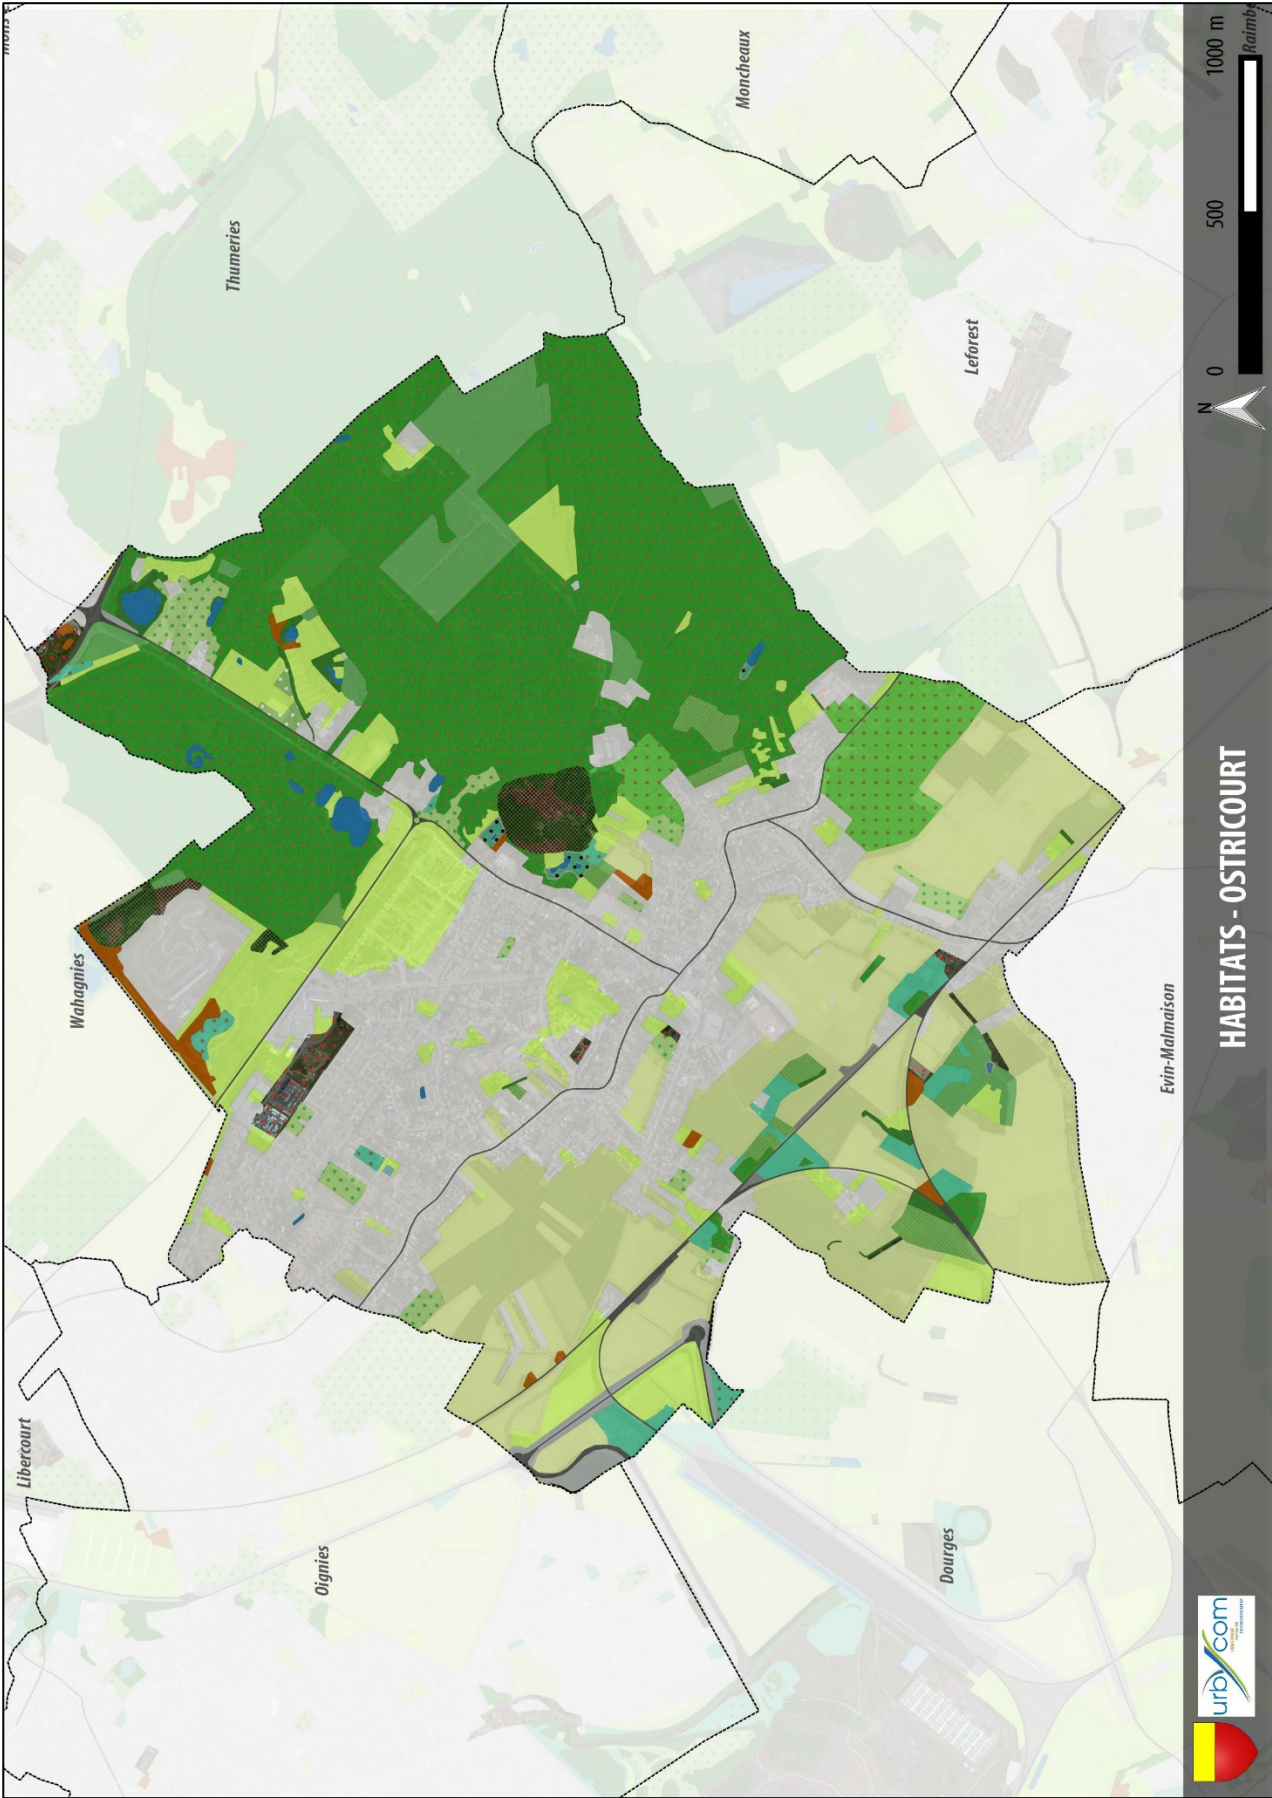 Libercourt
Wahagnies
Thumeries
Oignies
Moncheaux
Dourges
Leforest
Evin-Malmaison
urbycom
HABITATS - OSTRICOURT
N
0
500
1000 m